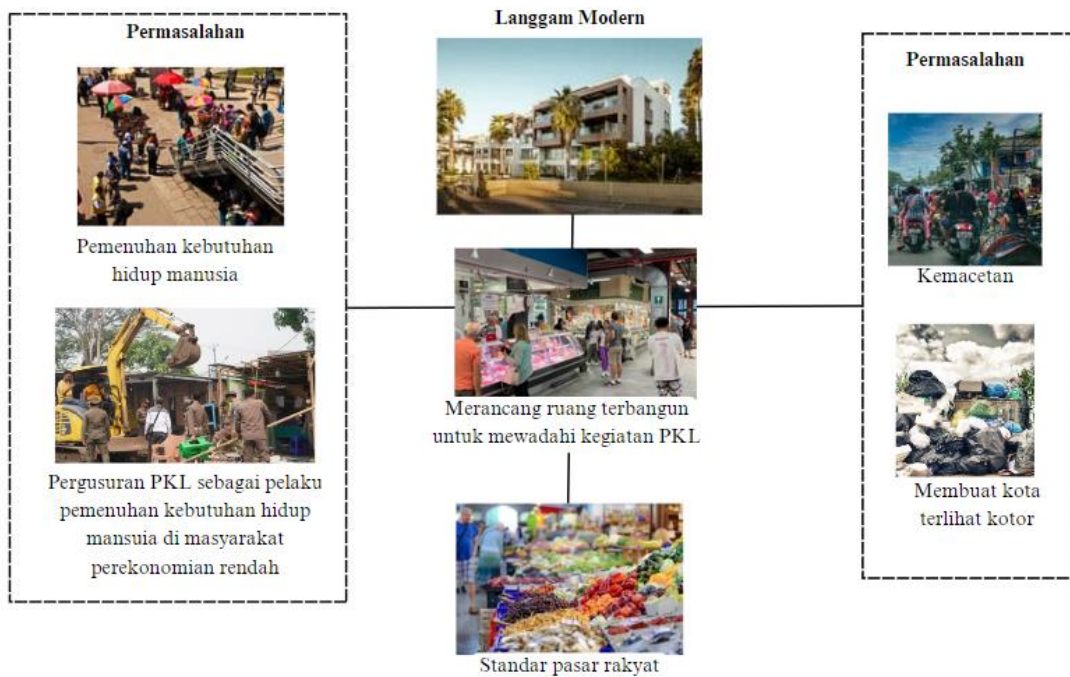 Permasalahan
Pemenuhan kebutuhan
hidup manusia
Pergusuran PKL sebagai pelaku
pemenuhan kebutuhan hidup
mansuia di masyarakat
perekonomian rendah
Langgam Modern
Merancang ruang terbangun
untuk mewadahi kegiatan PKL
Standar pasar rakyat
Permasalahan
Kemacetan
Membuat kota
terlihat kotor